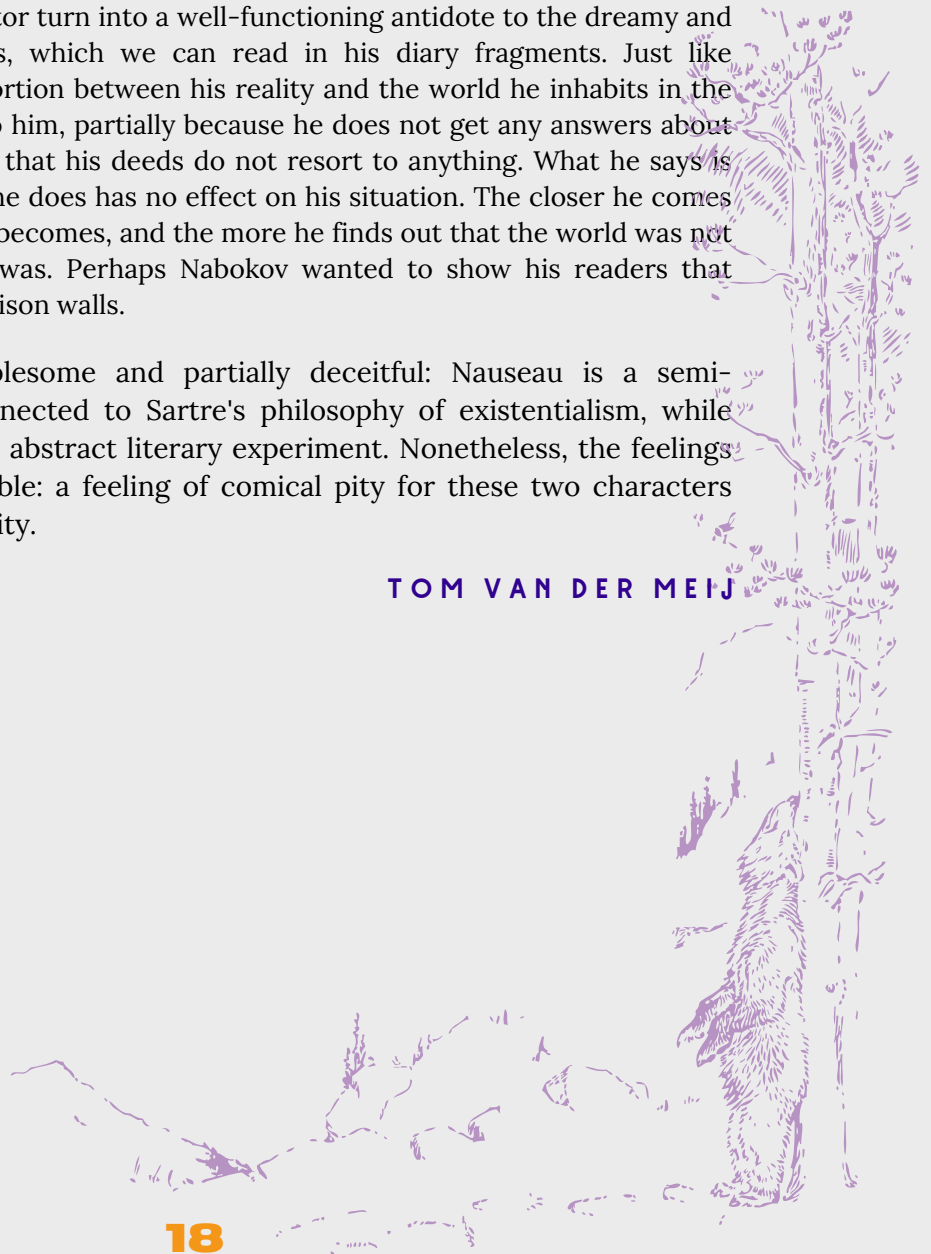 tor turn into a well-functioning antidote to the dreamy and
s, which we can read in his diary fragments. Just like
ortion between his reality and the world he inhabits in the
o him, partially because he does not get any answers about
that his deeds do not resort to anything. What he says is
he does has no effect on his situation. The closer he comes
becomes, and the more he finds out that the world was not
was. Perhaps Nabokov wanted to show his readers that
ison walls.
olesome and partially deceitful: Nauseau is a semi-
nnected to Sartre's philosophy of existentialism, while
abstract literary experiment. Nonetheless, the feelings
ble: a feeling of comical pity for these two characters
ity.
TOM VAN DER MEIJ
18